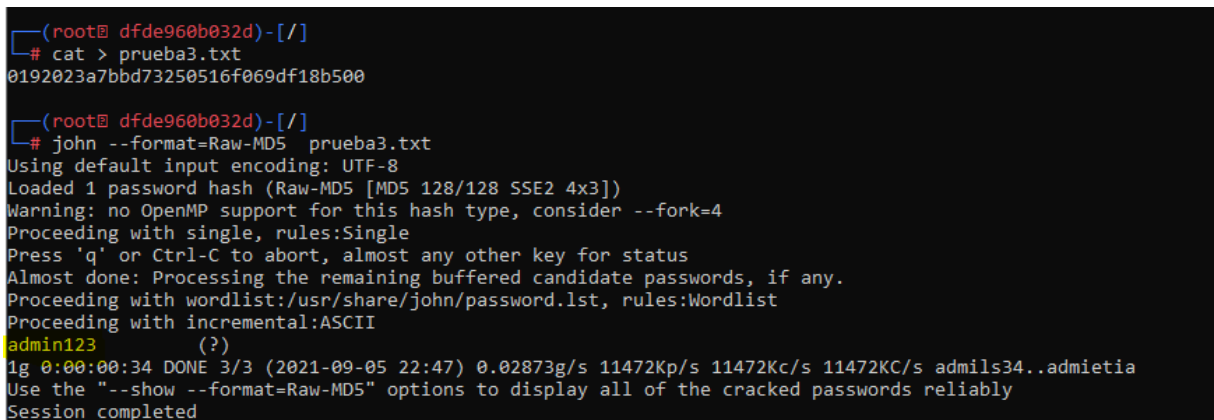 ┌──(root㉿ dfde960b032d)-[/]
└─# cat > prueba3.txt
0192023a7bbd73250516f069df18b500
┌──(root㉿ dfde960b032d)-[/]
└─# john --format=Raw-MD5  prueba3.txt
Using default input encoding: UTF-8
Loaded 1 password hash (Raw-MD5 [MD5 128/128 SSE2 4x3])
Warning: no OpenMP support for this hash type, consider --fork=4
Proceeding with single, rules:Single
Press 'q' or Ctrl-C to abort, almost any other key for status
Almost done: Processing the remaining buffered candidate passwords, if any.
Proceeding with wordlist:/usr/share/john/password.lst, rules:Wordlist
Proceeding with incremental:ASCII
admin123         (?)
1g 0:00:00:34 DONE 3/3 (2021-09-05 22:47) 0.02873g/s 11472Kp/s 11472Kc/s 11472KC/s admils34..admietia
Use the "--show --format=Raw-MD5" options to display all of the cracked passwords reliably
Session completed